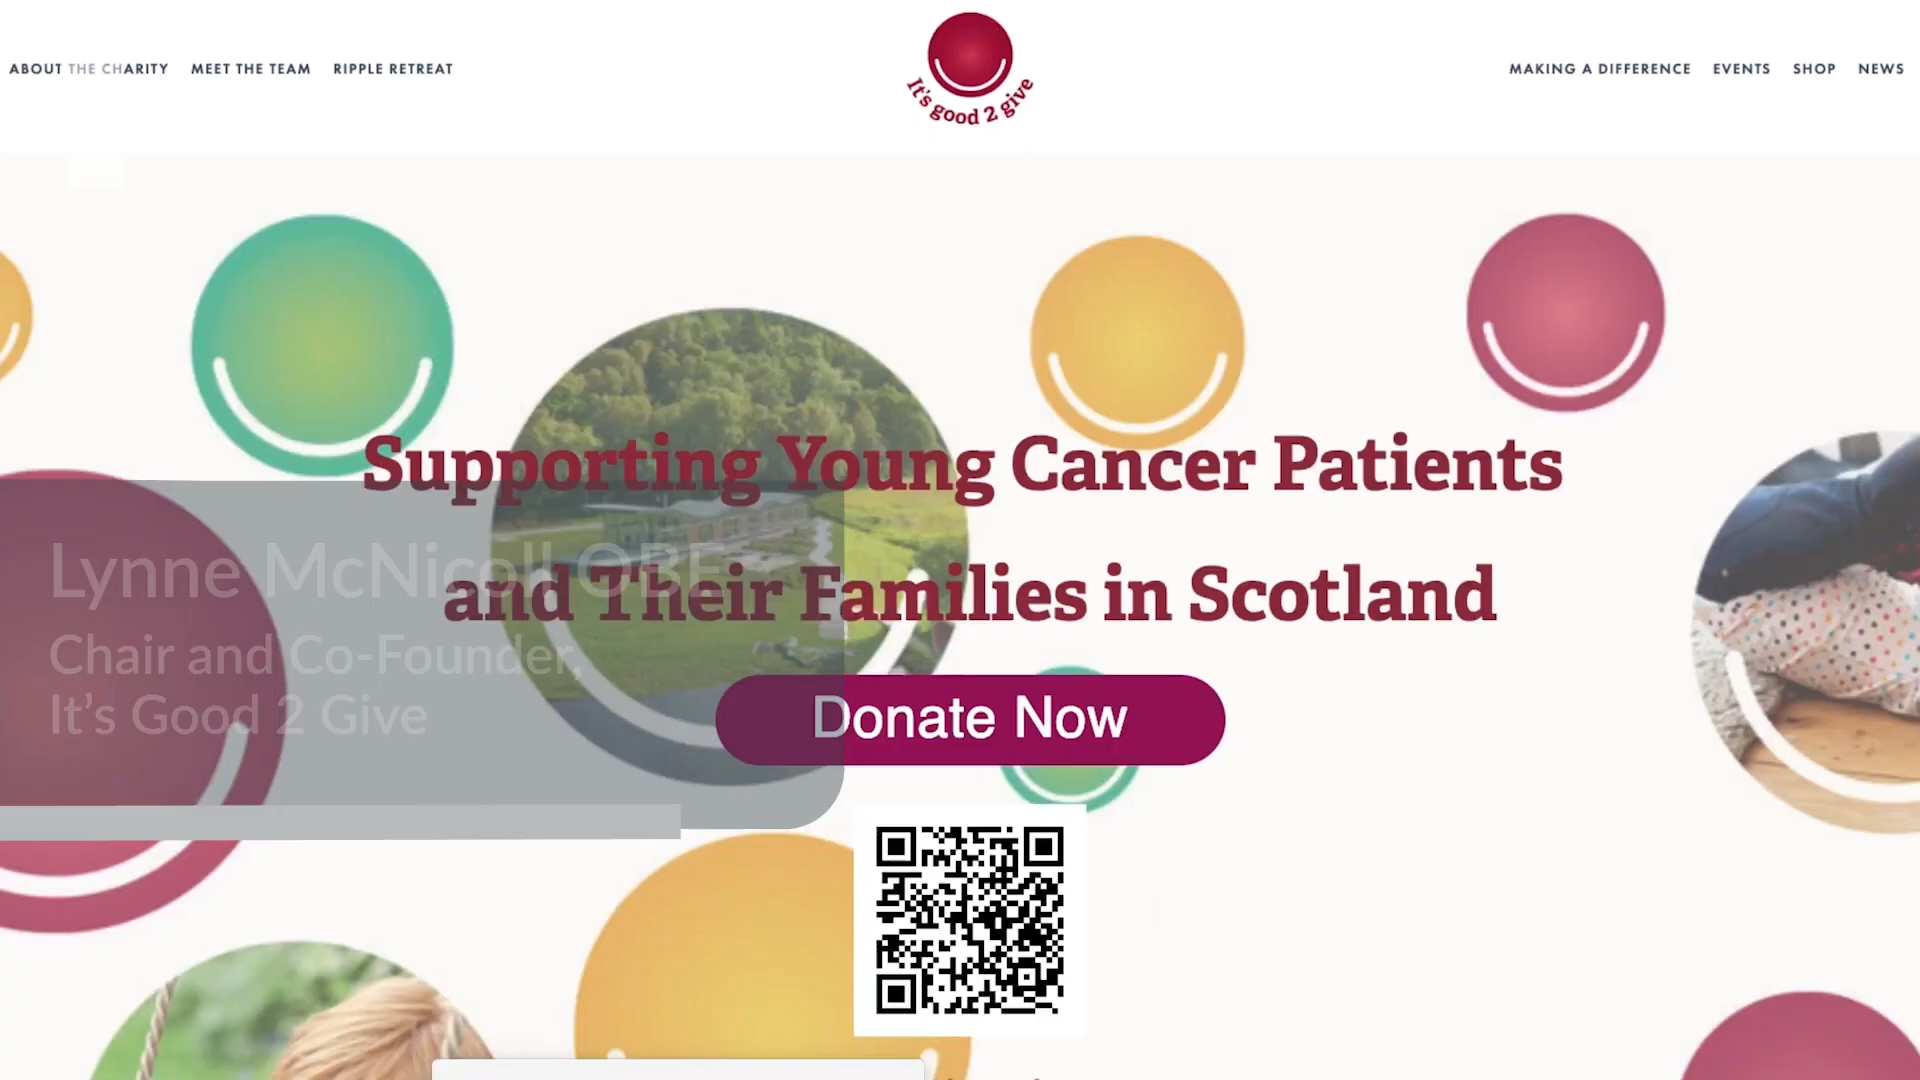 ABOUT THE CHARITY
MEET THE TEAM
RIPPLE RETREAT
It's good 2 give
MAKING A DIFFERENCE
EVENTS
SHOP
NEWS
Supporting Young Cancer Patients
and Their Families in Scotland
Lynne McNicoll OBE
Chair and Co-Founder,
It’s Good 2 Give
Donate Now